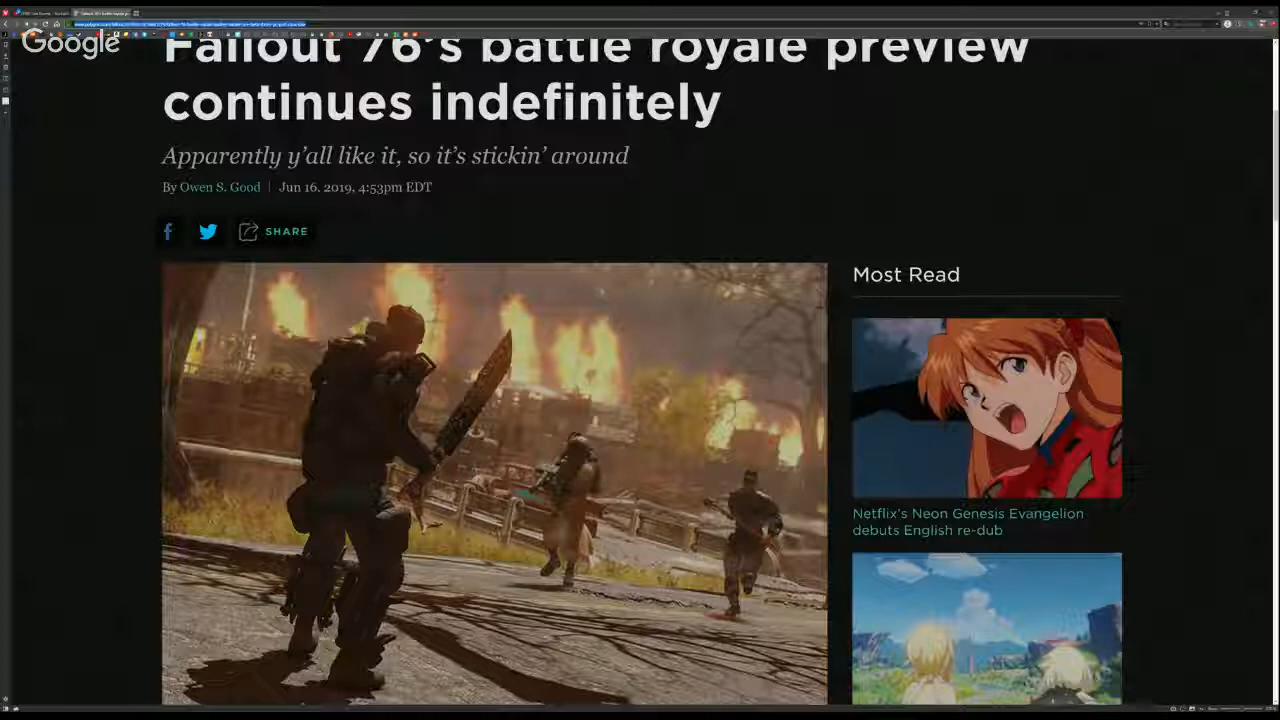 Google
Fallout 76's battle royale preview
continues indefinitely
Apparently y'all like it, so it's stickin' around
By Owen S. Good | Jun 16. 2019, 4:53pm EDT
SHARE
Most Read
Netflix's Neon Genesis Evangelion
debuts English re-dub